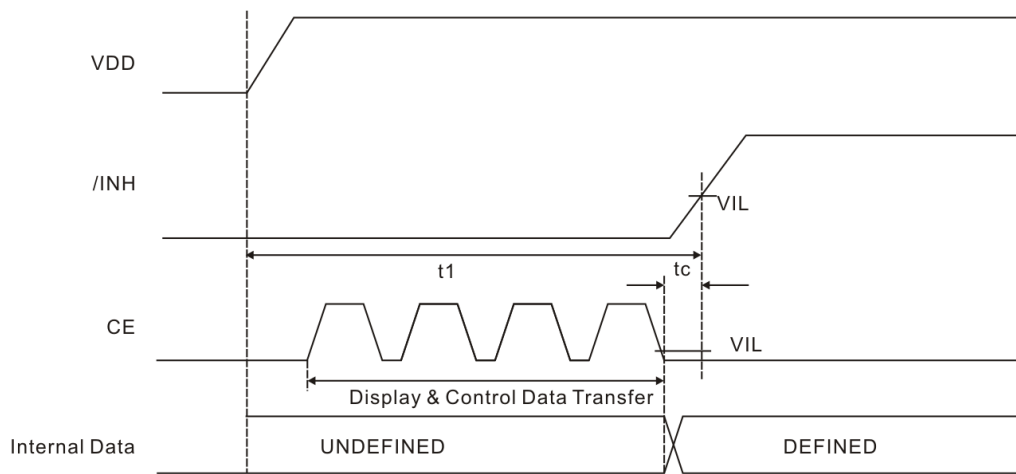 VDD
/INH
VIL
t1
tc
CE
VIL
Display & Control Data Transfer
Internal Data
UNDEFINED
DEFINED